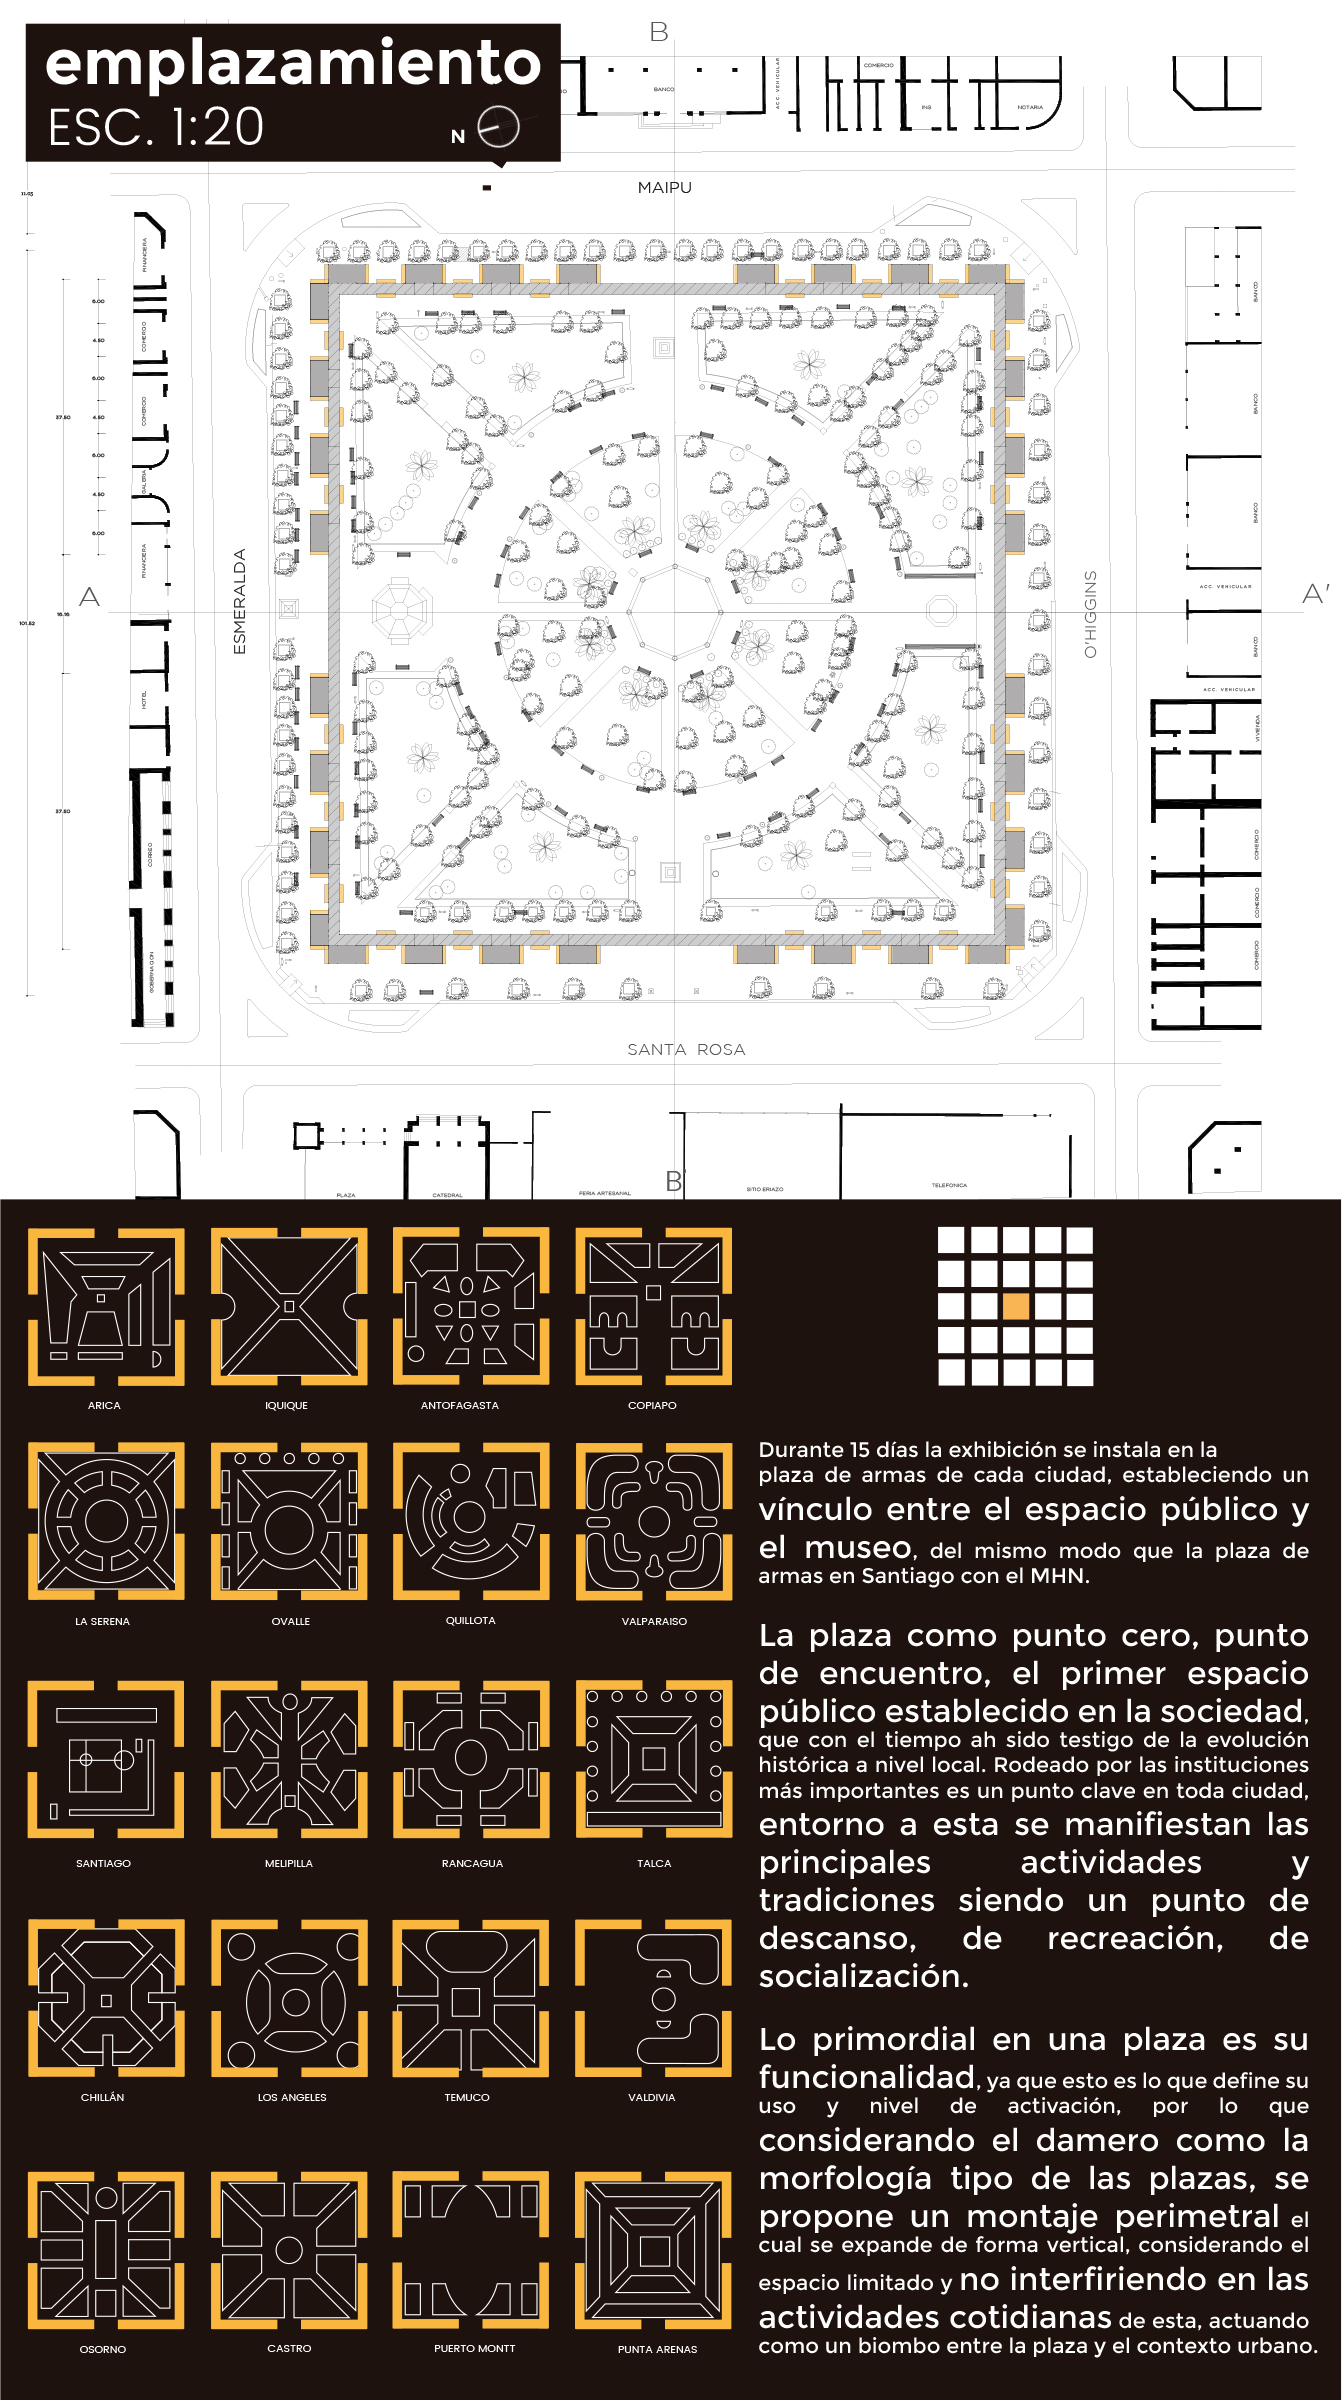 emplazamiento
ESC. 1:20
N
B
BANCO
ACC. VEHICULAR
COMERCIO
ING
NOTARIA
MAIPU
11.03
FINANCIERA
COMERCIO
COMERCIO
GALERIA
FINANCIERA
HOTEL
CORREO
GOBERNACION
6.00
4.50
6.00
4.50
6.00
4.50
6.00
37.50
16.16
101.52
37.50
A
ESMERALDA
O'HIGGINS
A'
BANCO
BANCO
BANCO
ACC. VEHICULAR
BANCO
ACC. VEHICULAR
VIVIENDA
COMERCIO
COMERCIO
COMERCIO
SANTA ROSA
B'
PLAZA
CATEDRAL
FERIA ARTESANAL
SITIO ERIAZO
TELEFONICA
ARICA
IQUIQUE
ANTOFAGASTA
COPIAPO
LA SERENA
OVALLE
QUILLOTA
VALPARAISO
SANTIAGO
MELIPILLA
RANCAGUA
TALCA
CHILLÁN
LOS ANGELES
TEMUCO
VALDIVIA
OSORNO
CASTRO
PUERTO MONTT
PUNTA ARENAS
Durante 15 días la exhibición se instala en la
plaza de armas de cada ciudad, estableciendo un
vínculo entre el espacio público y
el museo, del mismo modo que la plaza de
armas en Santiago con el MHN.
La plaza como punto cero, punto
de encuentro, el primer espacio
público establecido en la sociedad,
que con el tiempo ah sido testigo de la evolución
histórica a nivel local. Rodeado por las instituciones
más importantes es un punto clave en toda ciudad,
entorno a esta se manifiestan las
principales actividades y
tradiciones siendo un punto de
descanso, de recreación, de
socialización.
Lo primordial en una plaza es su
funcionalidad, ya que esto es lo que define su
uso y nivel de activación, por lo que
considerando el damero como la
morfología tipo de las plazas, se
propone un montaje perimetral el
cual se expande de forma vertical, considerando el
espacio limitado y no interfiriendo en las
actividades cotidianas de esta, actuando
como un biombo entre la plaza y el contexto urbano.